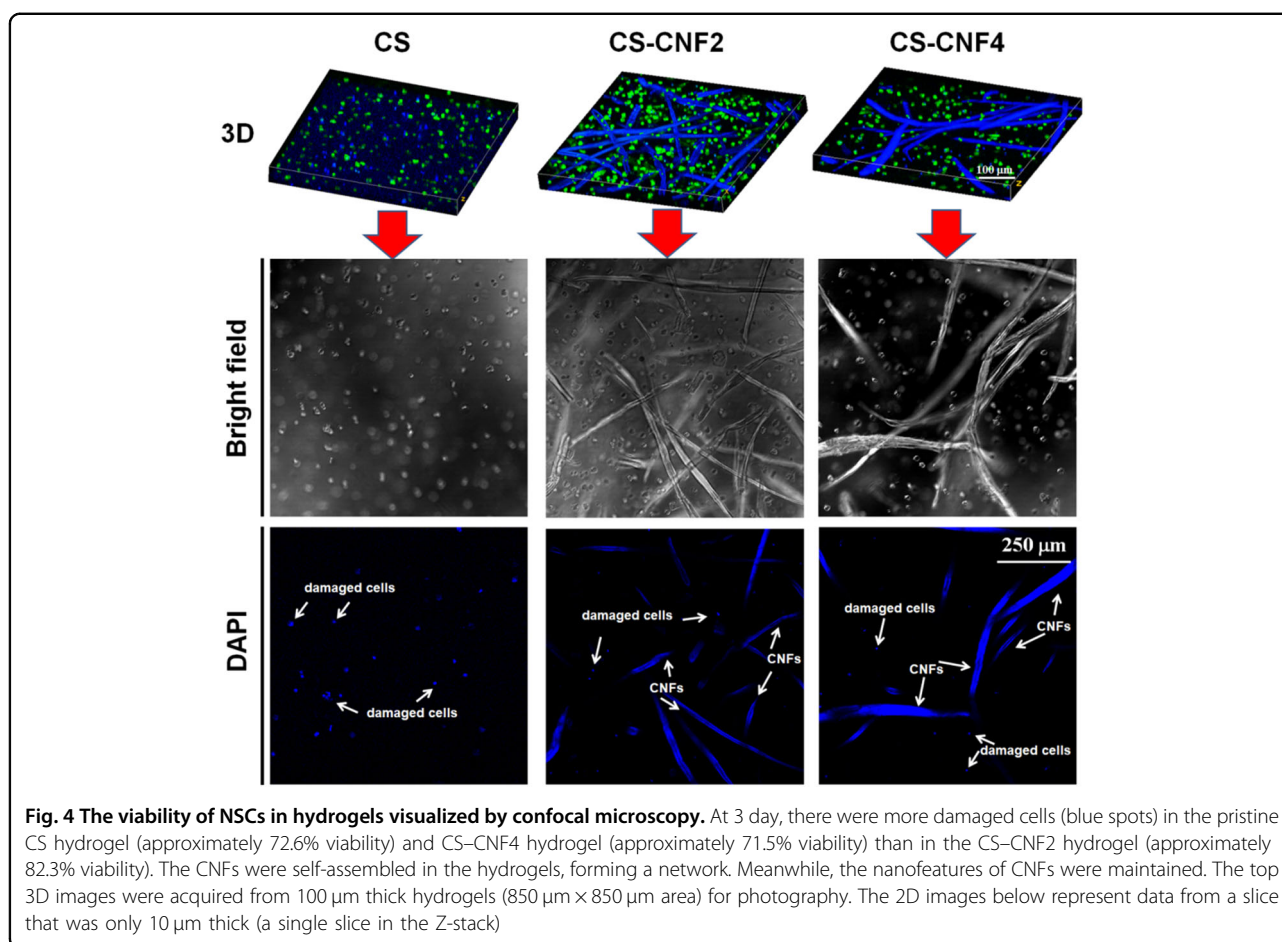 CS CS-CNF2 CS-CNF4
3D
100 µm
Bright field
DAPI
250 µm
damaged cells
damaged cells
damaged cells
CNFs
CNFs
damaged cells
CNFs
CNFs
damaged cells
Fig. 4 The viability of NSCs in hydrogels visualized by confocal microscopy. At 3 day, there were more damaged cells (blue spots) in the pristine
CS hydrogel (approximately 72.6% viability) and CS–CNF4 hydrogel (approximately 71.5% viability) than in the CS–CNF2 hydrogel (approximately
82.3% viability). The CNFs were self-assembled in the hydrogels, forming a network. Meanwhile, the nanofeatures of CNFs were maintained. The top
3D images were acquired from 100 µm thick hydrogels (850 µm × 850 µm area) for photography. The 2D images below represent data from a slice
that was only 10 µm thick (a single slice in the Z-stack)